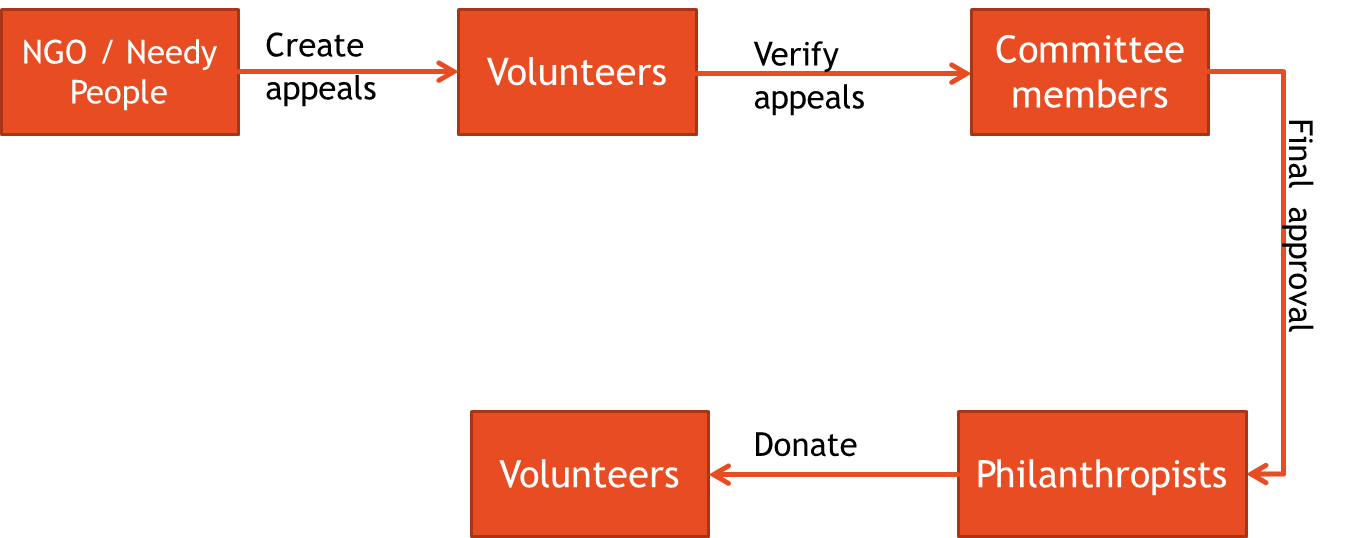 NGO / Needy
People
Create
appeals
Volunteers
Verify
appeals
Committee
members
Final approval
Philanthropists
Donate
Volunteers